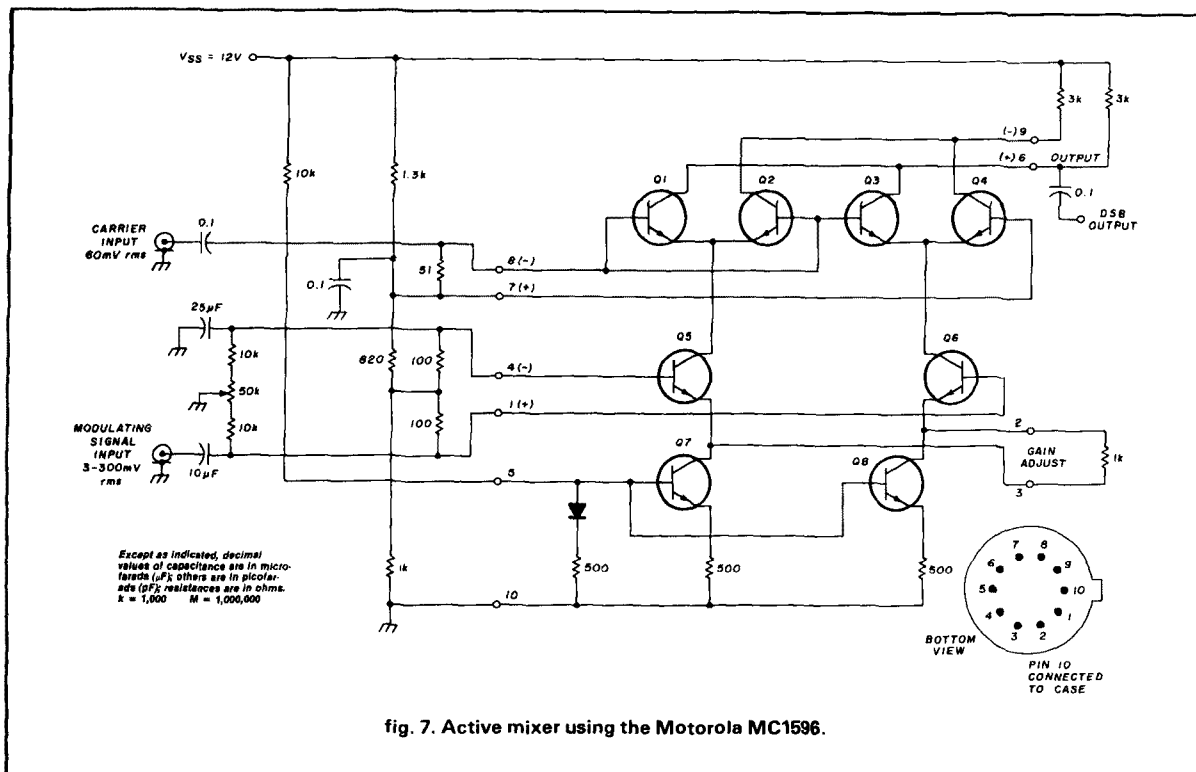 VSS = 12V
3k
3k
10k
1.3k
(-) 9
(+) 6 OUTPUT
Q1
Q2
Q3
Q4
0.1
DSB
OUTPUT
CARRIER
INPUT
60mV rms
0.1
51
8 (-)
7 (+)
0.1
25µF
10k
820
100
4 (-)
Q5
Q6
50k
1 (+)
10k
100
2
MODULATING
SIGNAL
INPUT
3-300mV
rms
10µF
5
Q7
Q8
GAIN
ADJUST
1k
3
Except as indicated, decimal
values of capacitance are in micro-
farads (µF); others are in picofar-
ads (pF); resistances are in ohms.
k = 1,000 M = 1,000,000
1k
500
500
500
10
7 8
6 9
5 10
4 1
3 2
BOTTOM
VIEW
PIN 10
CONNECTED
TO CASE
fig. 7. Active mixer using the Motorola MC1596.